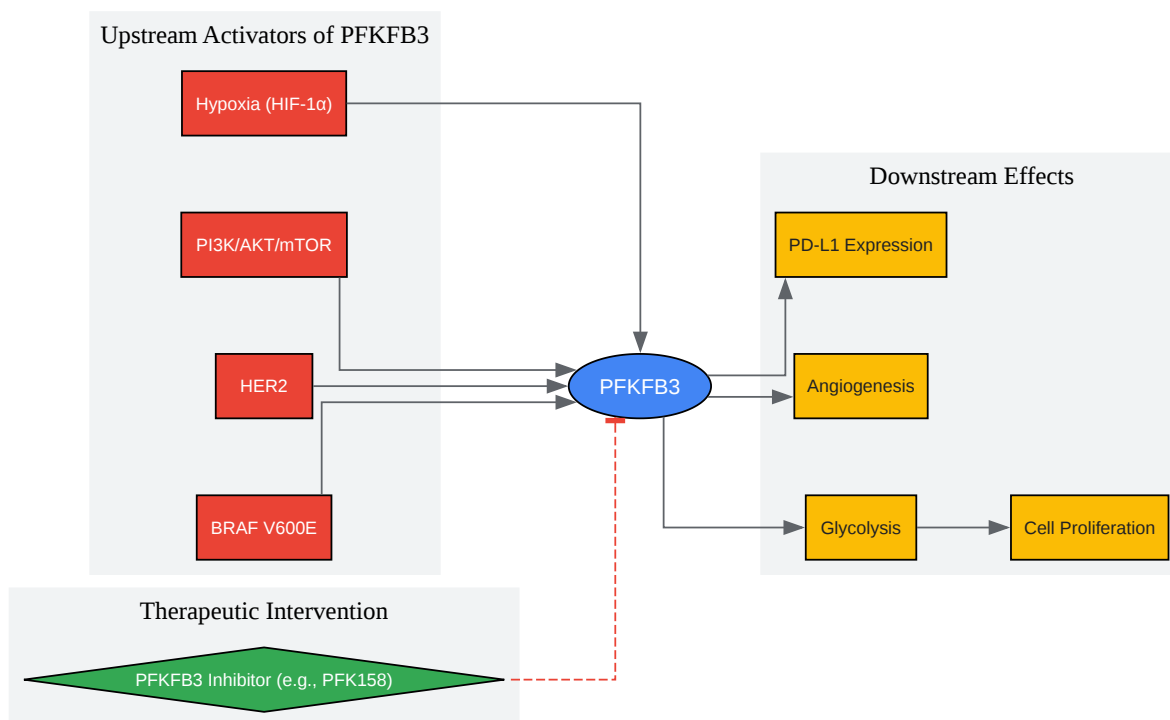 Upstream Activators of PFKFB3
Hypoxia (HIF-1α)
PI3K/AKT/mTOR
HER2
BRAF V600E
PFKFB3
Downstream Effects
PD-L1 Expression
Angiogenesis
Glycolysis
Cell Proliferation
Therapeutic Intervention
PFKFB3 Inhibitor (e.g., PFK158)